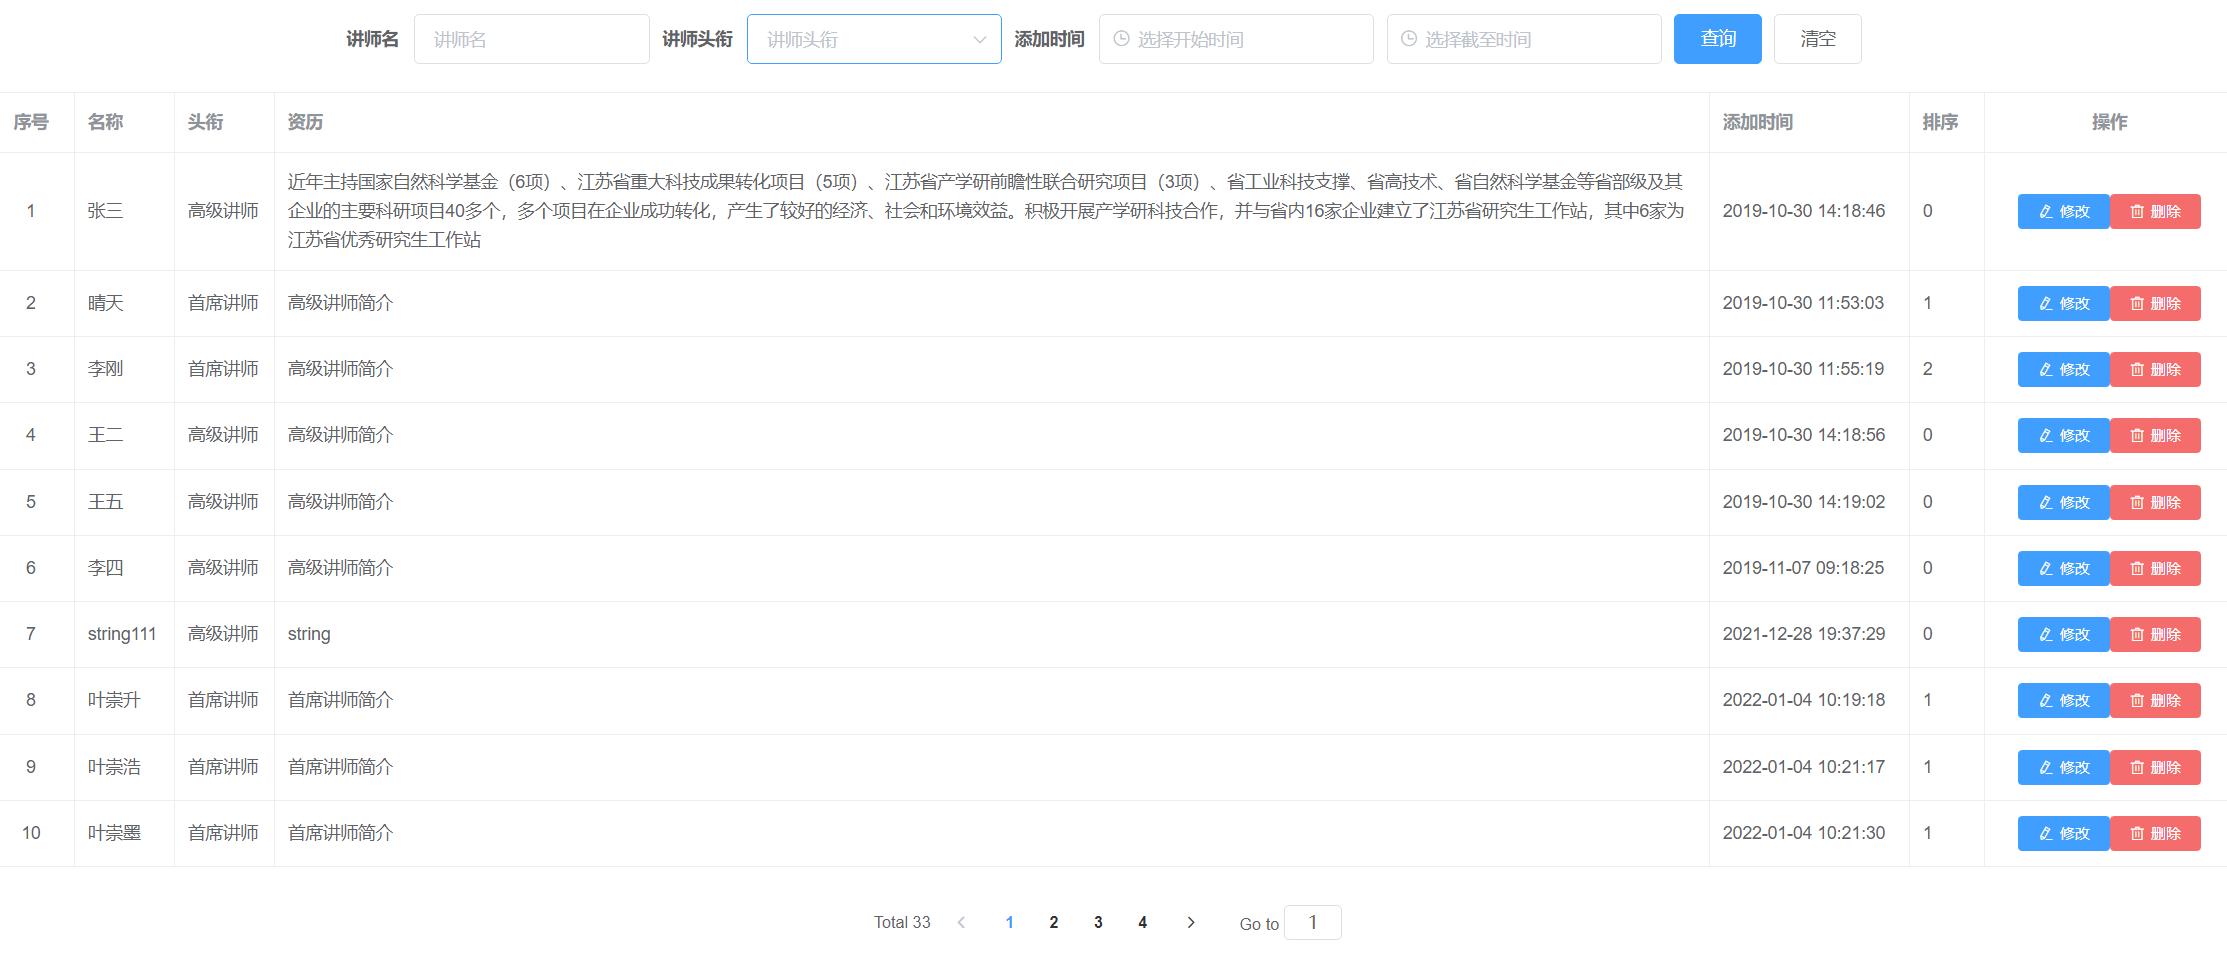 讲师名 讲师名 讲师头衔 讲师头衔 添加时间 选择开始时间 选择截至时间 查询 清空
序号 名称 头衔 资历 添加时间 排序 操作
近年主持国家自然科学基金（6项）、江苏省重大科技成果转化项目（5项）、江苏省产学研前瞻性联合研究项目（3项）、省工业科技支撑、省高技术、省自然科学基金等省部级及其
1 张三 高级讲师 企业的主要科研项目40多个，多个项目在企业成功转化，产生了较好的经济、社会和环境效益。积极开展产学研科技合作，并与省内16家企业建立了江苏省研究生工作站，其中6家为 2019-10-30 14:18:46 0 修改 删除
江苏省优秀研究生工作站
2 晴天 首席讲师 高级讲师简介 2019-10-30 11:53:03 1 修改 删除
3 李刚 首席讲师 高级讲师简介 2019-10-30 11:55:19 2 修改 删除
4 王二 高级讲师 高级讲师简介 2019-10-30 14:18:56 0 修改 删除
5 王五 高级讲师 高级讲师简介 2019-10-30 14:19:02 0 修改 删除
6 李四 高级讲师 高级讲师简介 2019-11-07 09:18:25 0 修改 删除
7 string111 高级讲师 string 2021-12-28 19:37:29 0 修改 删除
8 叶崇升 首席讲师 首席讲师简介 2022-01-04 10:19:18 1 修改 删除
9 叶崇浩 首席讲师 首席讲师简介 2022-01-04 10:21:17 1 修改 删除
10 叶崇墨 首席讲师 首席讲师简介 2022-01-04 10:21:30 1 修改 删除
Total 33 1 2 3 4 Go to 1